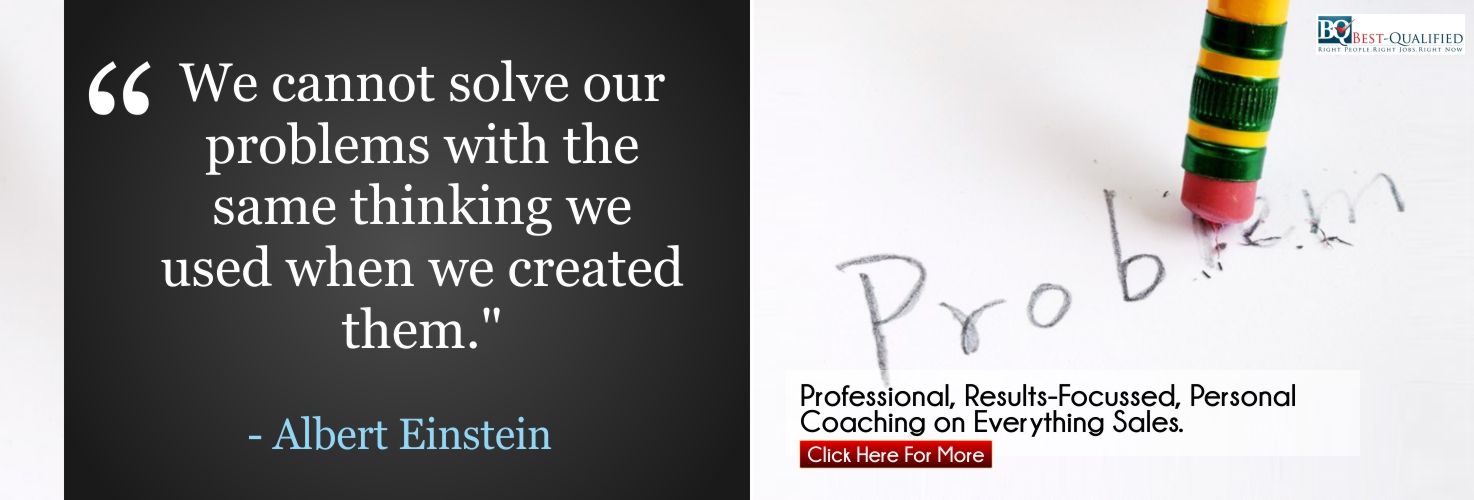 “ We cannot solve our
problems with the
same thinking we
used when we created
them."
- Albert Einstein
BQ BEST-QUALIFIED
RIGHT PEOPLE.RIGHT JOBS.RIGHT NOW
Problem
Professional, Results-Focussed, Personal
Coaching on Everything Sales.
Click Here For More